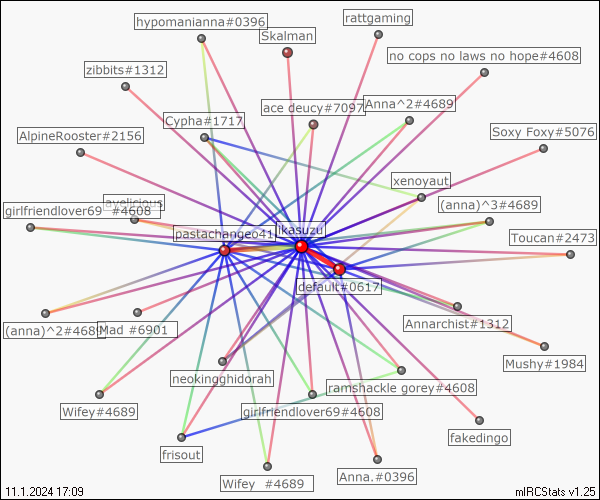 hypomanianna#0396
rattgaming
Skalman
no cops no laws no hope#4608
zibbits#1312
ace deucy#7097
Anna^2#4689
Cypha#1717
AlpineRooster#2156
Soxy Foxy#5076
xenoyaut
ayelicious
girlfriendlover69 #4608
(anna)^3#4689
pastachangeo41
ikasuzu
Toucan#2473
default#0617
Annarchist#1312
(anna)^2#4689
Mad #6901
Mushy#1984
neokingghidorah
ramshackle gorey#4608
Wifey#4689
girlfriendlover69#4608
fakedingo
frisout
Anna.#0396
Wifey #4689
11.1.2024 17:09
mIRCStats v1.25